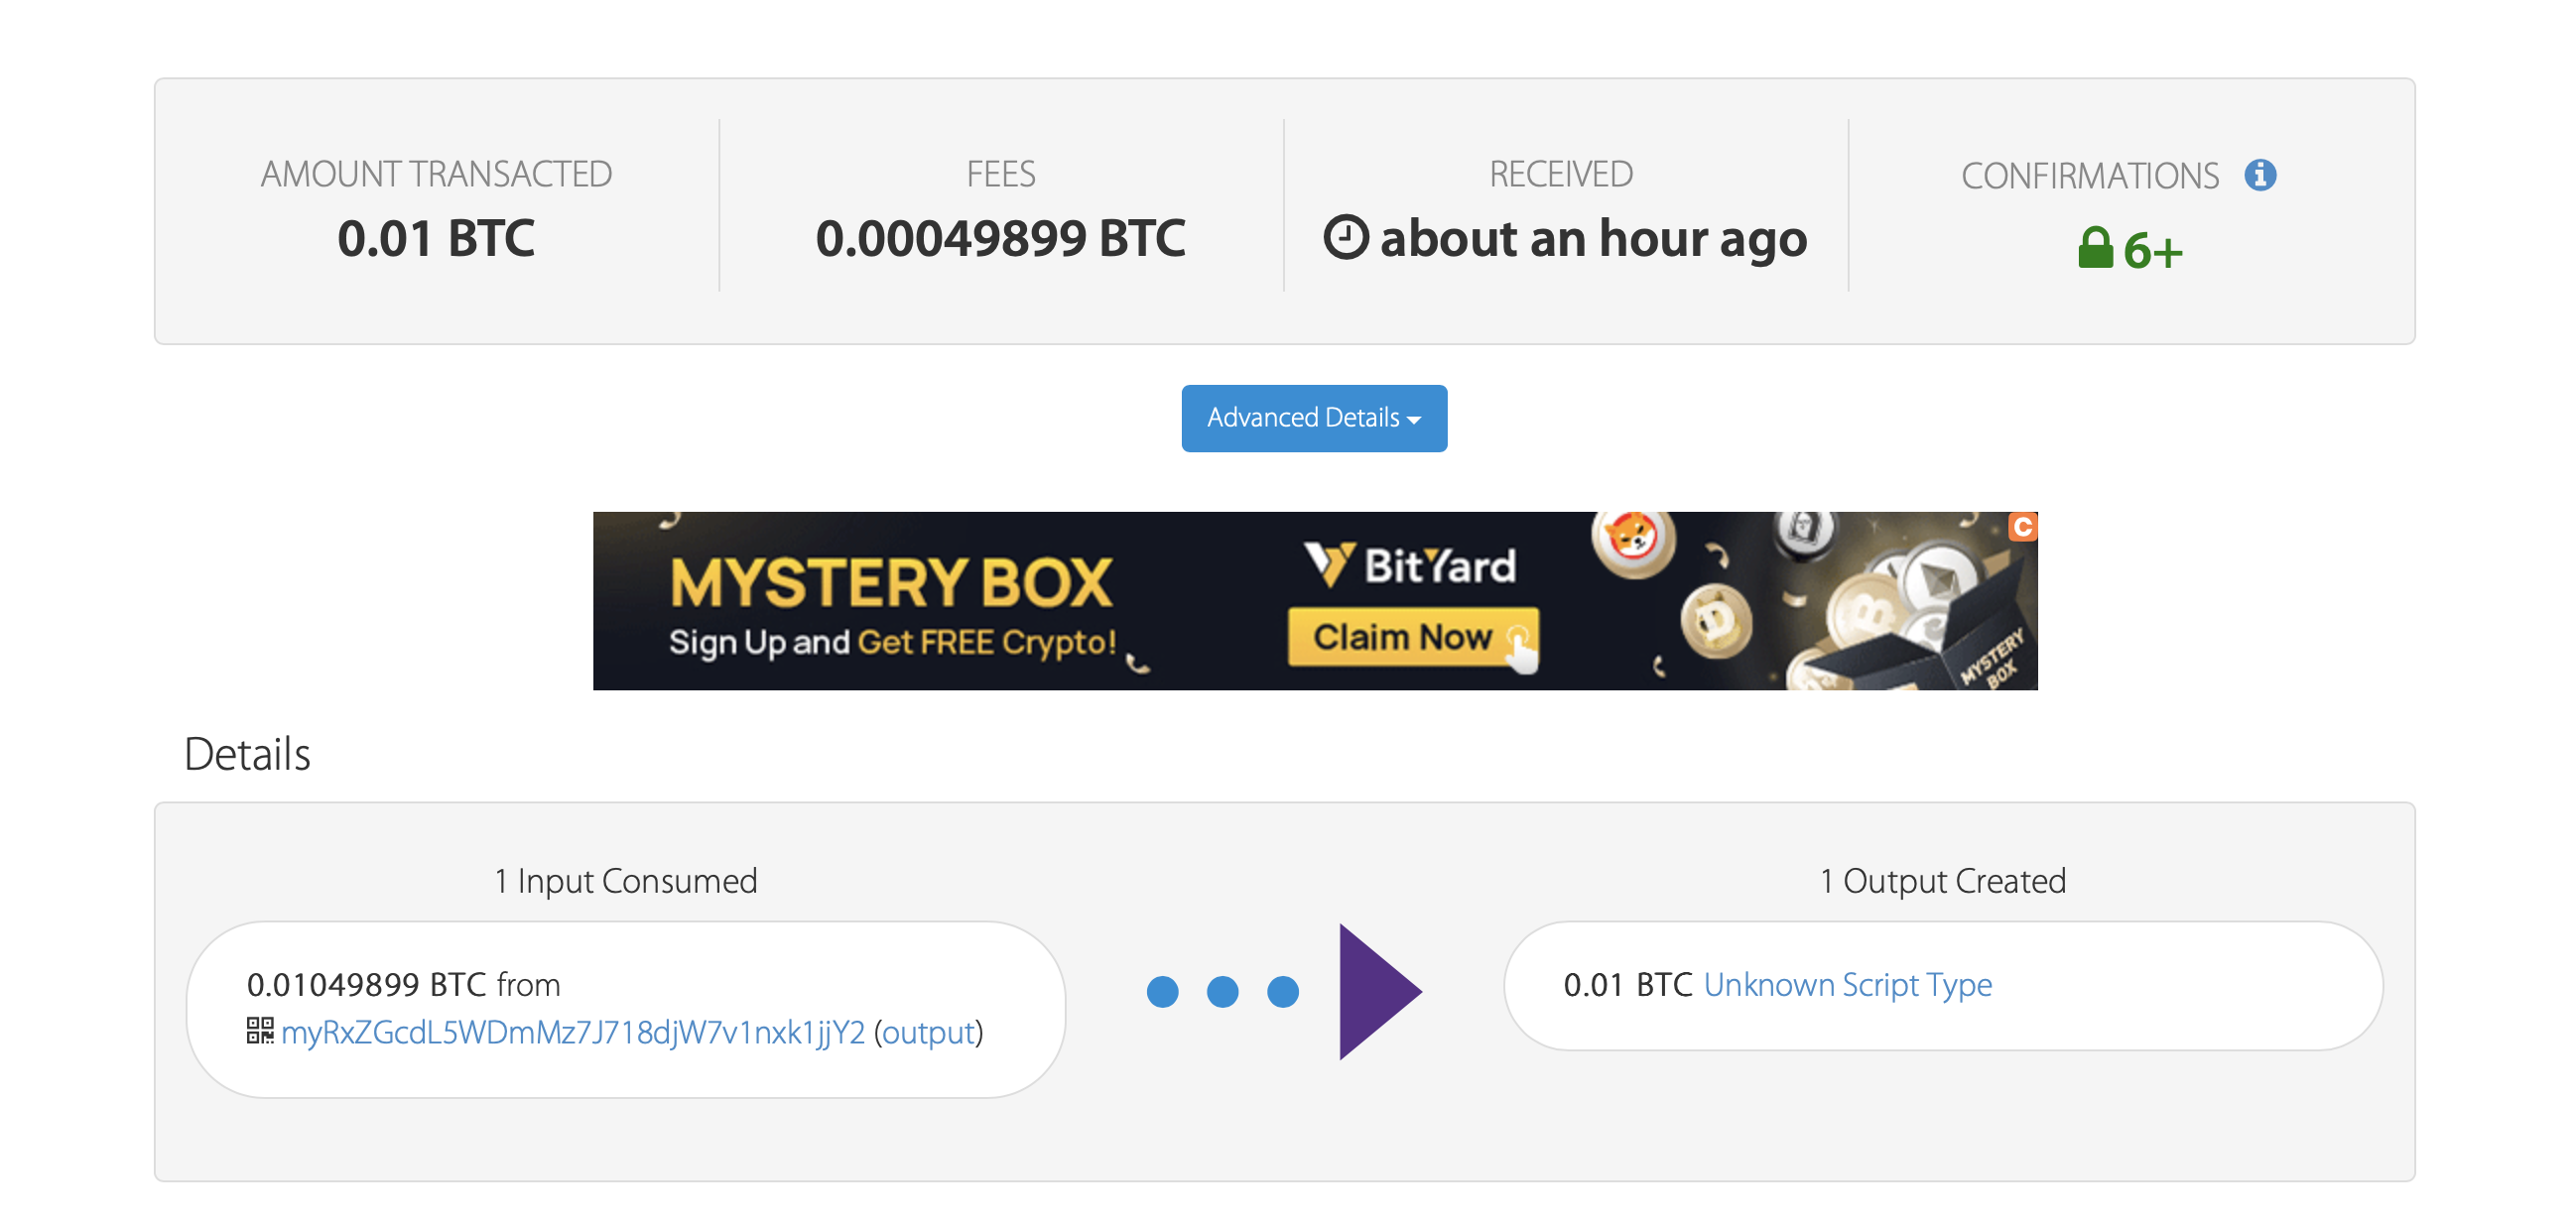 AMOUNT TRANSACTED
0.01 BTC
FEES
0.00049899 BTC
RECEIVED
about an hour ago
CONFIRMATIONS
6+
Advanced Details
MYSTERY BOX
Sign Up and Get FREE Crypto!
BitYard
Claim Now
C
MYSTERY
BOX
Details
1 Input Consumed
0.01049899 BTC from
myRxZGcdL5WDmMz7J718djW7v1nxk1jjY2 (output)
1 Output Created
0.01 BTC Unknown Script Type